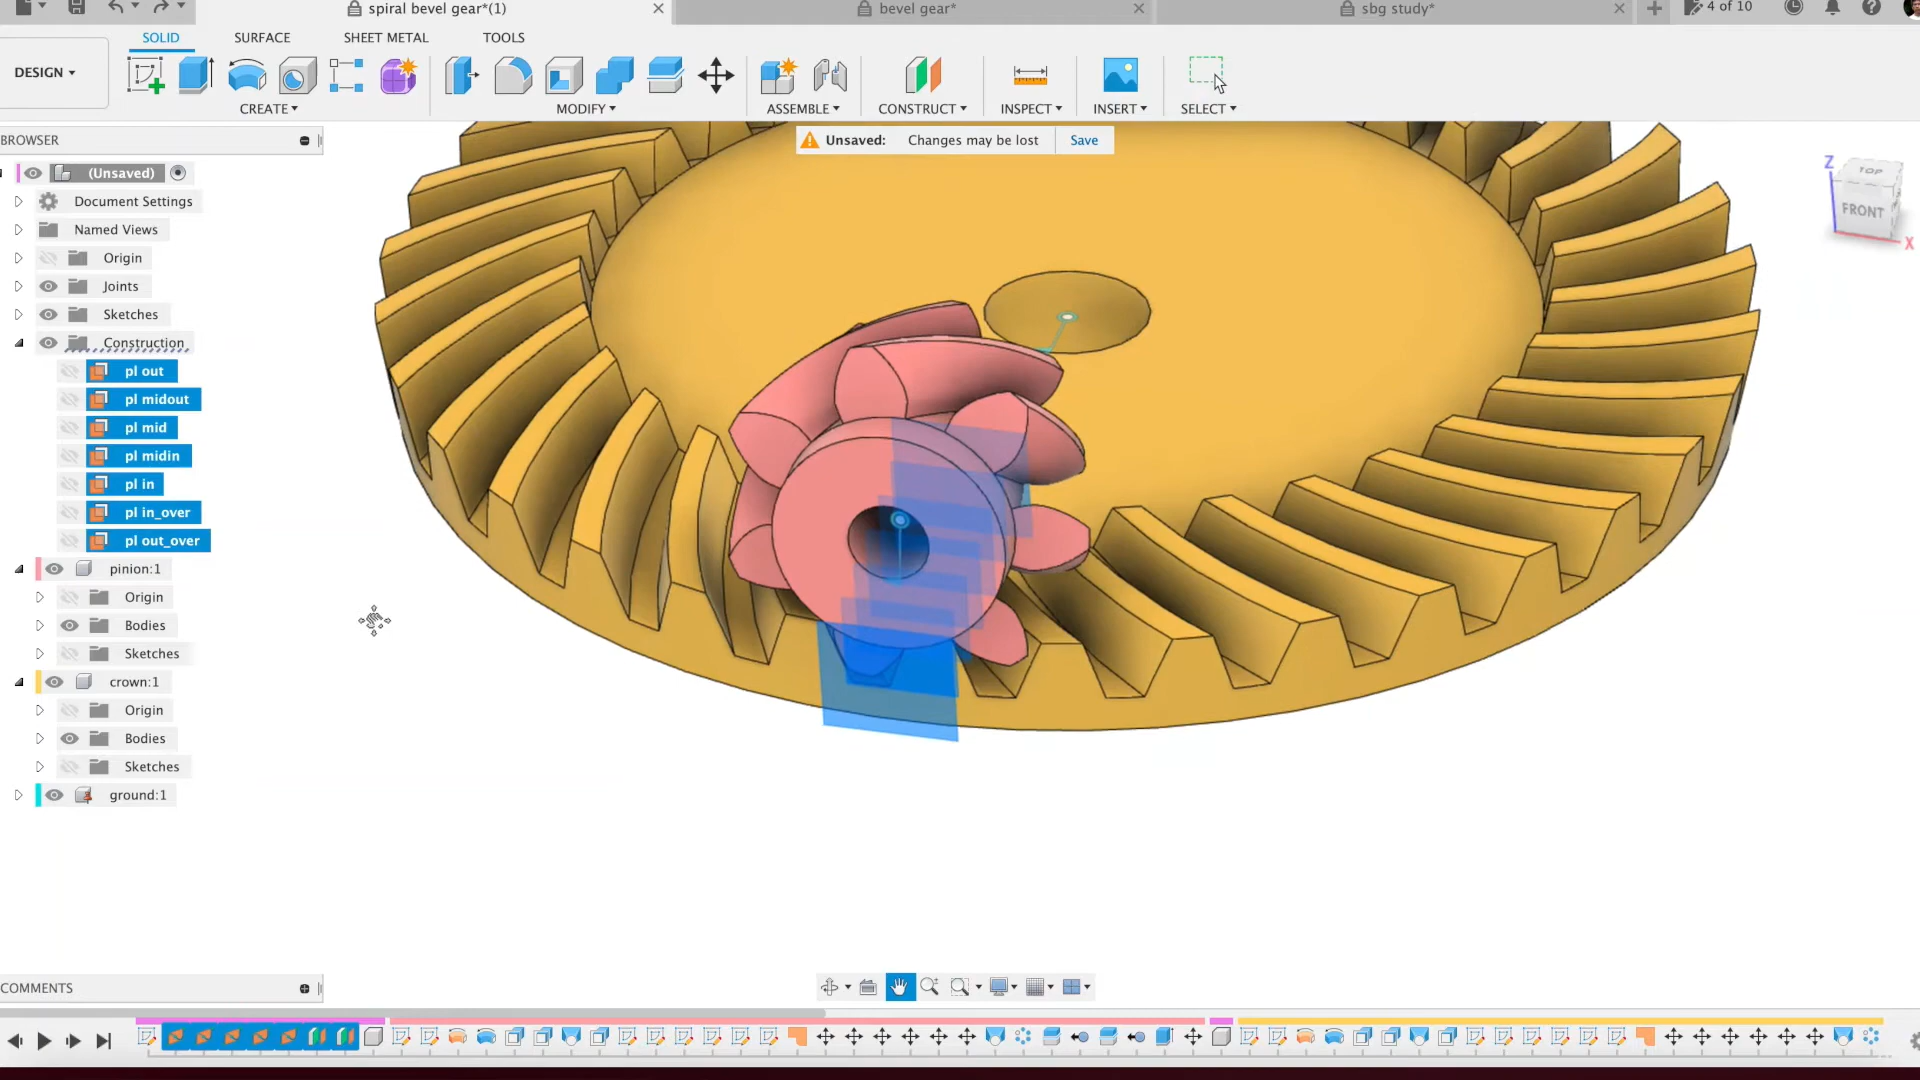 spiral bevel gear*(1)
bevel gear*
sbg study*
4 of 10
DESIGN
SOLID
SURFACE
SHEET METAL
TOOLS
CREATE
MODIFY
ASSEMBLE
CONSTRUCT
INSPECT
INSERT
SELECT
BROWSER
Unsaved: Changes may be lost Save
(Unsaved)
Document Settings
Named Views
Origin
Joints
Sketches
Construction
pl out
pl midout
pl mid
pl midin
pl in
pl in_over
pl out_over
pinion:1
Origin
Bodies
Sketches
crown:1
Origin
Bodies
Sketches
ground:1
Z
TOP
FRONT
X
COMMENTS